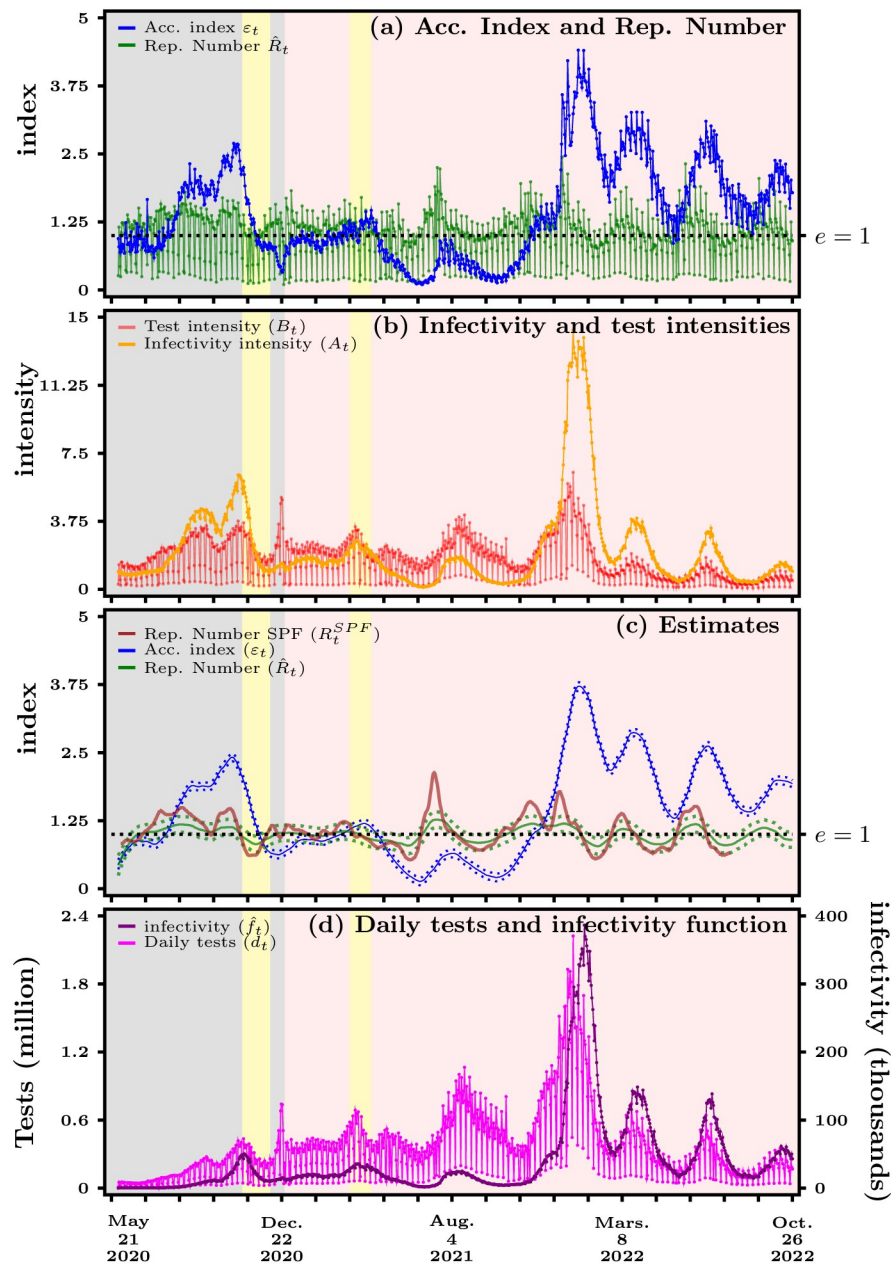 (a) Acc. Index and Rep. Number
Acc. index εt
Rep. Number R̂t
index
5
3.75
2.5
1.25
0
e = 1
(b) Infectivity and test intensities
Test intensity (Bt)
Infectivity intensity (At)
intensity
15
11.25
7.5
3.75
0
(c) Estimates
Rep. Number SPF (Rt^SPF)
Acc. index (εt)
Rep. Number (R̂t)
index
5
3.75
2.5
1.25
0
e = 1
(d) Daily tests and infectivity function
infectivity (f̂t)
Daily tests (dt)
Tests (million)
2.4
1.8
1.2
0.6
0
infectivity (thousands)
400
300
200
100
0
May 21 2020
Dec. 22 2020
Aug. 4 2021
Mars. 8 2022
Oct. 26 2022